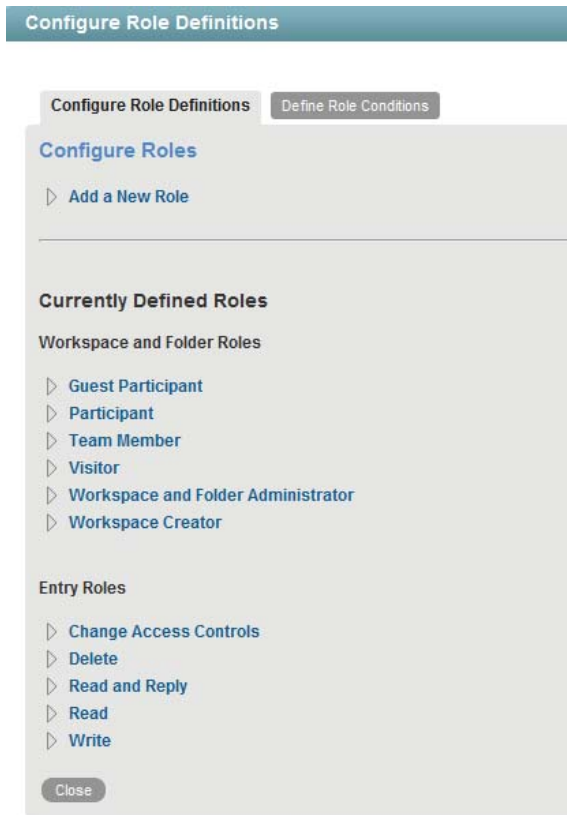 Configure Role Definitions
Configure Role Definitions Define Role Conditions
Configure Roles
Add a New Role
Currently Defined Roles
Workspace and Folder Roles
Guest Participant
Participant
Team Member
Visitor
Workspace and Folder Administrator
Workspace Creator
Entry Roles
Change Access Controls
Delete
Read and Reply
Read
Write
Close